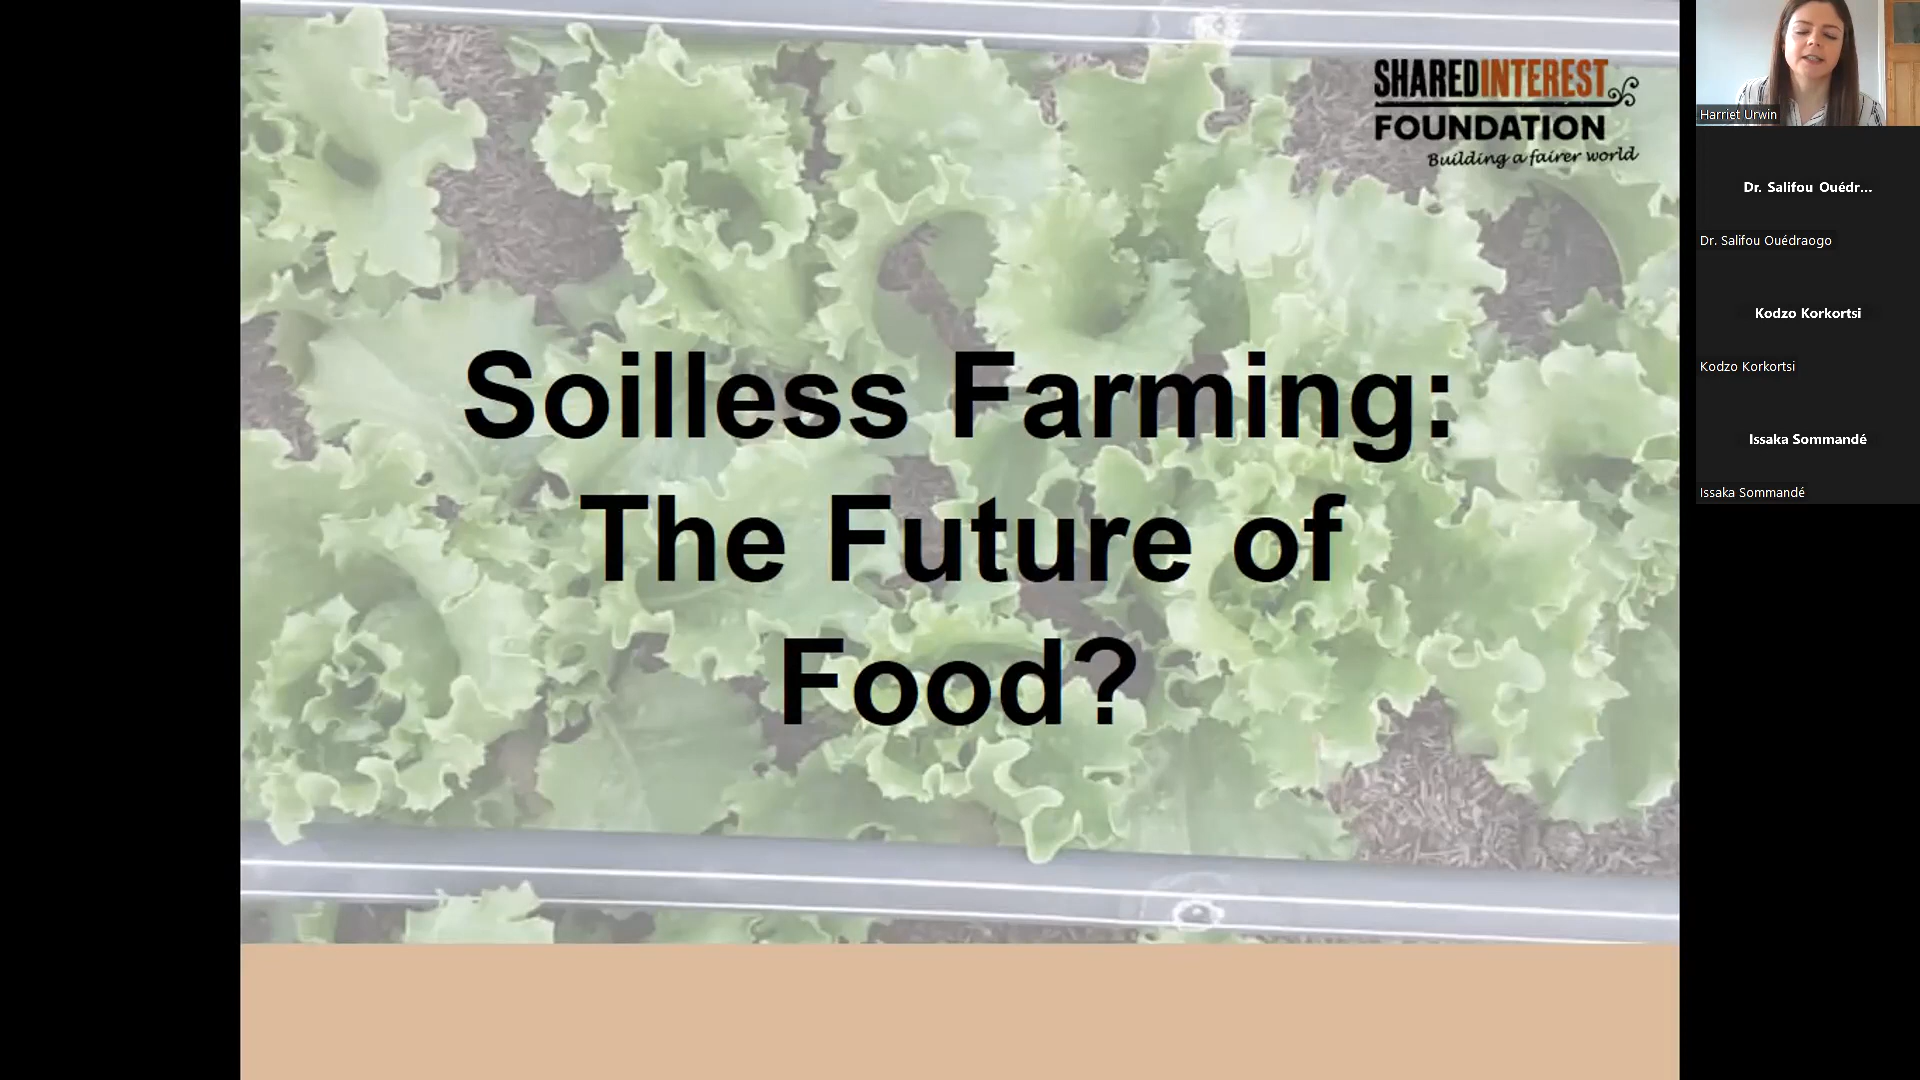 SHAREDINTEREST
FOUNDATION
Building a fairer world
Soilless Farming:
The Future of
Food?
Harriet Urwin
Dr. Salifou Ouédr...
Dr. Salifou Ouédraogo
Kodzo Korkortsi
Kodzo Korkortsi
Issaka Sommandé
Issaka Sommandé